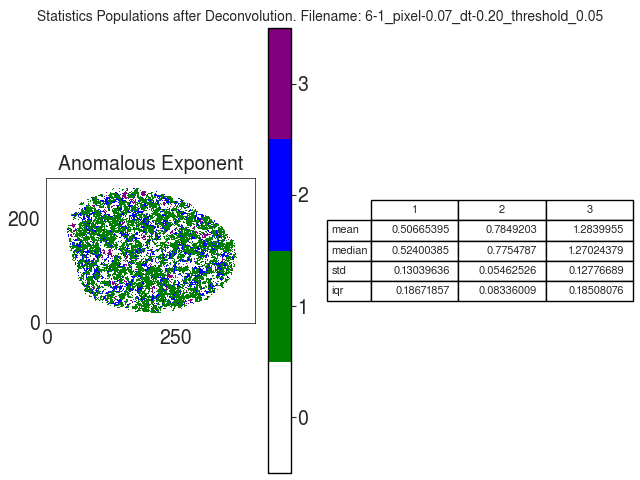 Statistics Populations after Deconvolution. Filename: 6-1_pixel-0.07_dt-0.20_threshold_0.05
Anomalous Exponent
200
0
0 250
3
2
1
0
1 2 3
mean 0.50665395 0.7849203 1.2839955
median 0.52400385 0.7754787 1.27024379
std 0.13039636 0.05462526 0.12776689
iqr 0.18671857 0.08336009 0.18508076